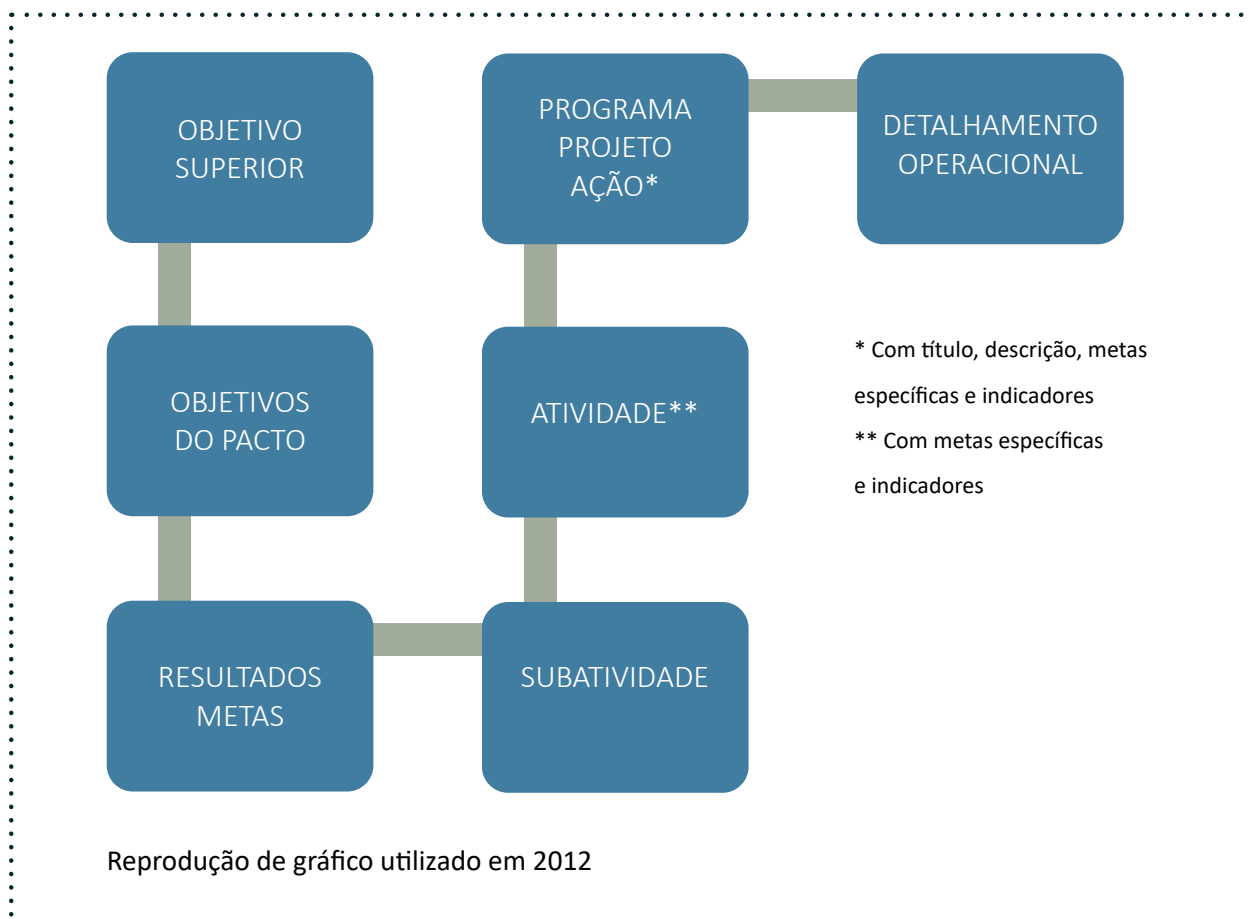 OBJETIVO
SUPERIOR
OBJETIVOS
DO PACTO
RESULTADOS
METAS
SUBATIVIDADE
ATIVIDADE**
PROGRAMA
PROJETO
AÇÃO*
DETALHAMENTO
OPERACIONAL
* Com título, descrição, metas
específicas e indicadores
** Com metas específicas
e indicadores
Reprodução de gráfico utilizado em 2012